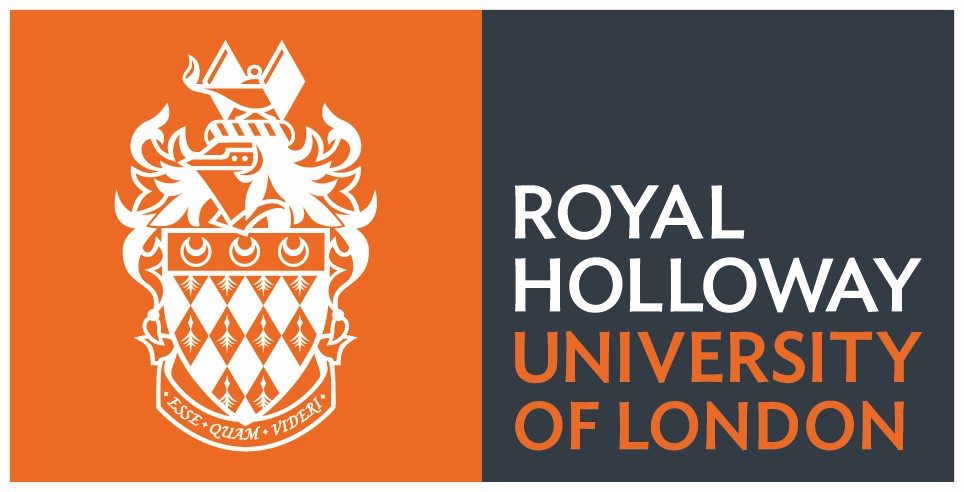 ESSE • QUAM • VIDERI
ROYAL
HOLLOWAY
UNIVERSITY
OF LONDON